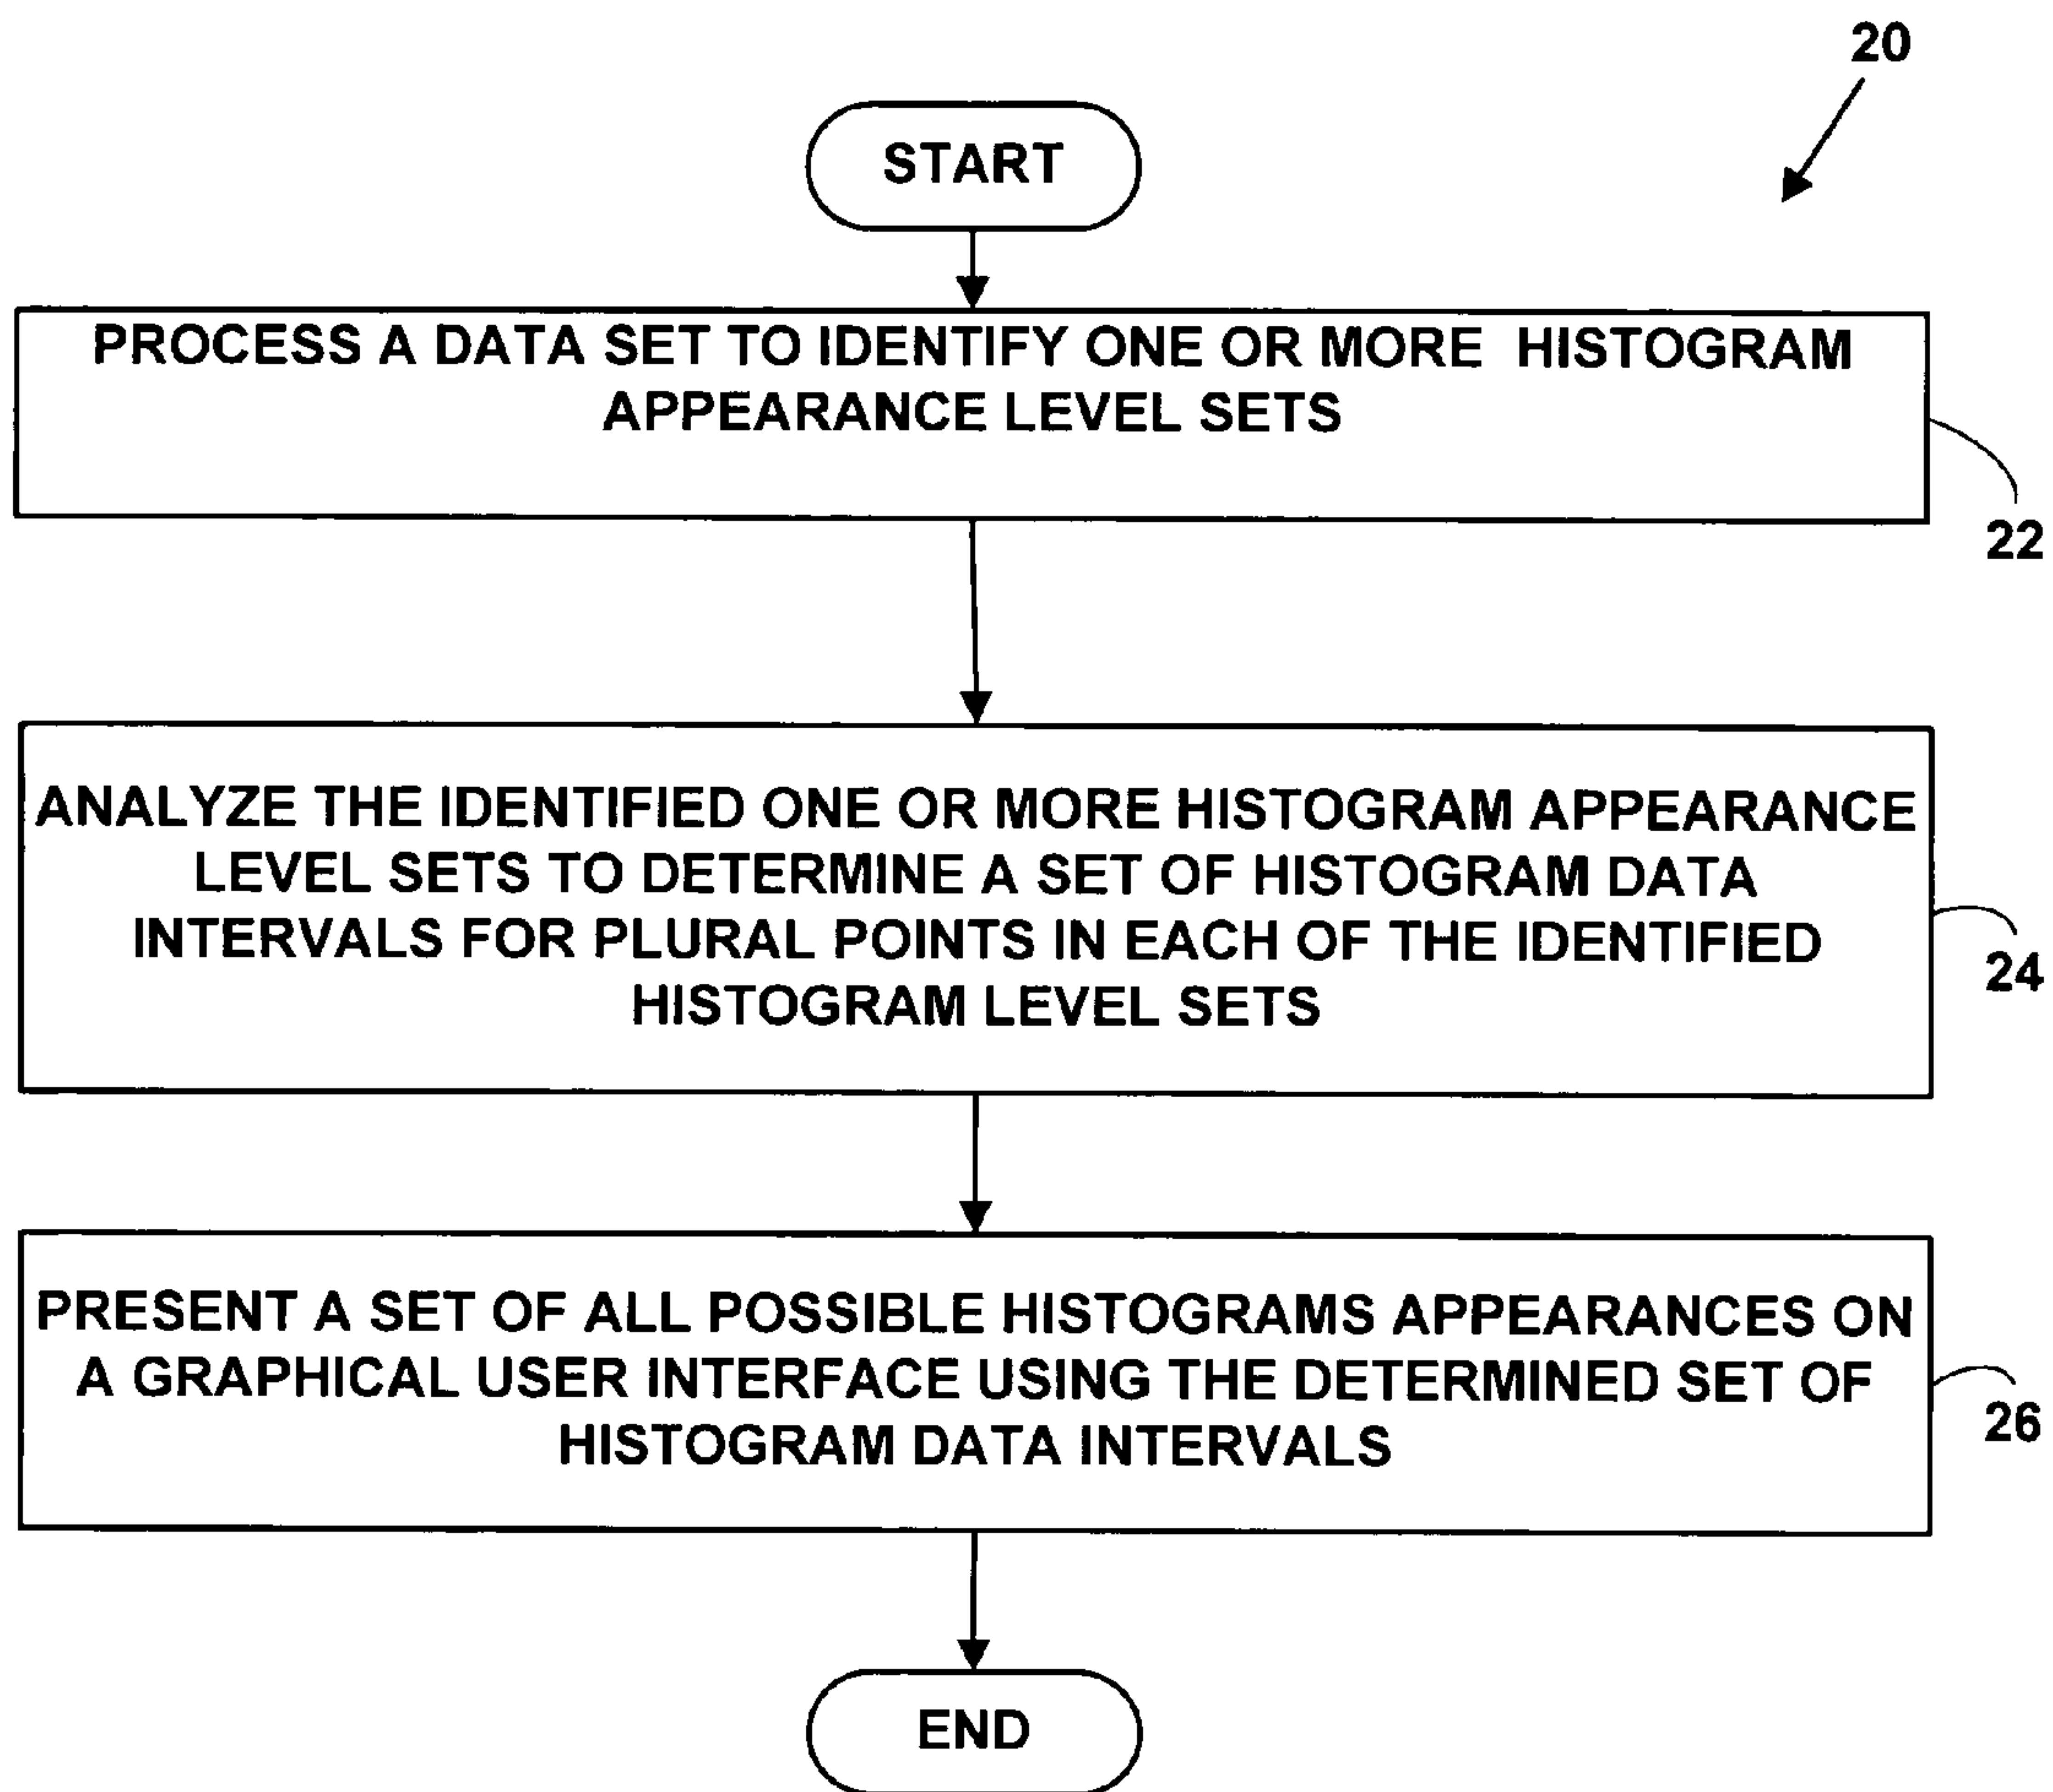 20
START
PROCESS A DATA SET TO IDENTIFY ONE OR MORE HISTOGRAM
APPEARANCE LEVEL SETS
22
ANALYZE THE IDENTIFIED ONE OR MORE HISTOGRAM APPEARANCE
LEVEL SETS TO DETERMINE A SET OF HISTOGRAM DATA
INTERVALS FOR PLURAL POINTS IN EACH OF THE IDENTIFIED
HISTOGRAM LEVEL SETS
24
PRESENT A SET OF ALL POSSIBLE HISTOGRAMS APPEARANCES ON
A GRAPHICAL USER INTERFACE USING THE DETERMINED SET OF
HISTOGRAM DATA INTERVALS
26
END